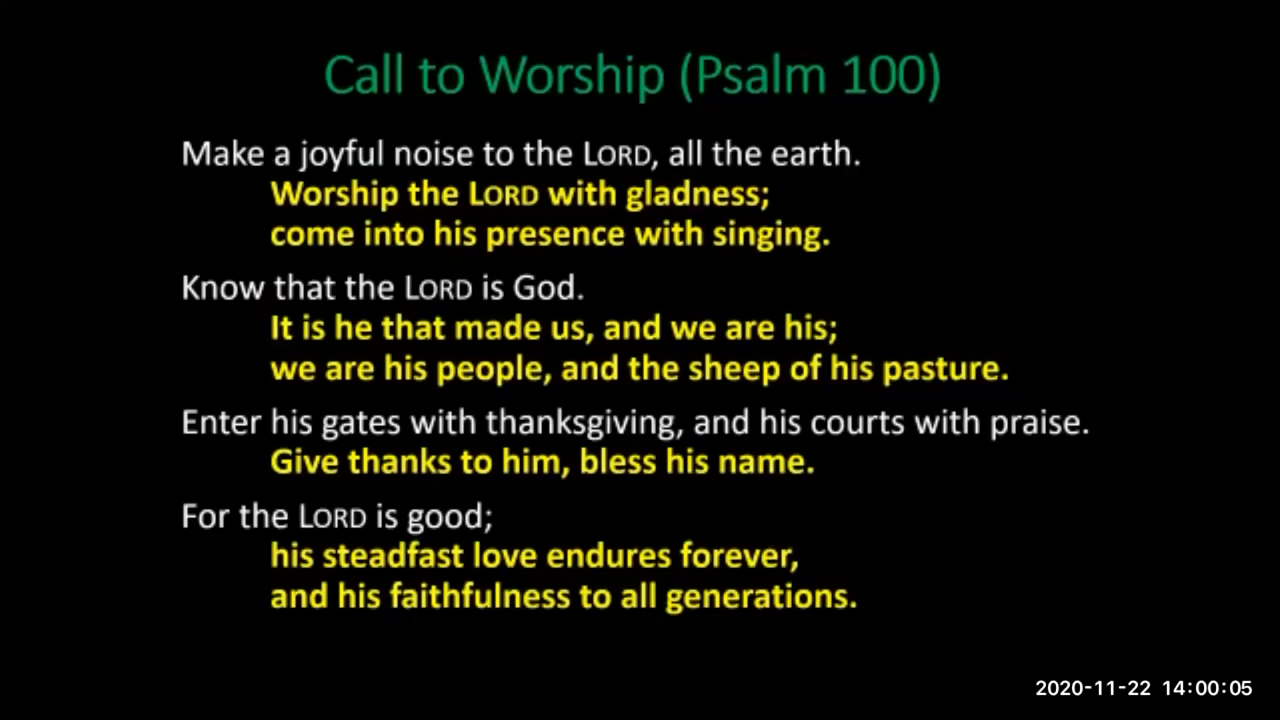 Call to Worship (Psalm 100)
Make a joyful noise to the LORD, all the earth.
Worship the LORD with gladness;
come into his presence with singing.
Know that the LORD is God.
It is he that made us, and we are his;
we are his people, and the sheep of his pasture.
Enter his gates with thanksgiving, and his courts with praise.
Give thanks to him, bless his name.
For the LORD is good;
his steadfast love endures forever,
and his faithfulness to all generations.
2020-11-22 14:00:05